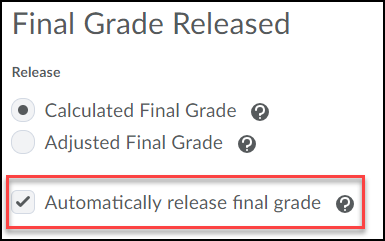 Final Grade Released
Release
Calculated Final Grade ?
Adjusted Final Grade ?
Automatically release final grade ?